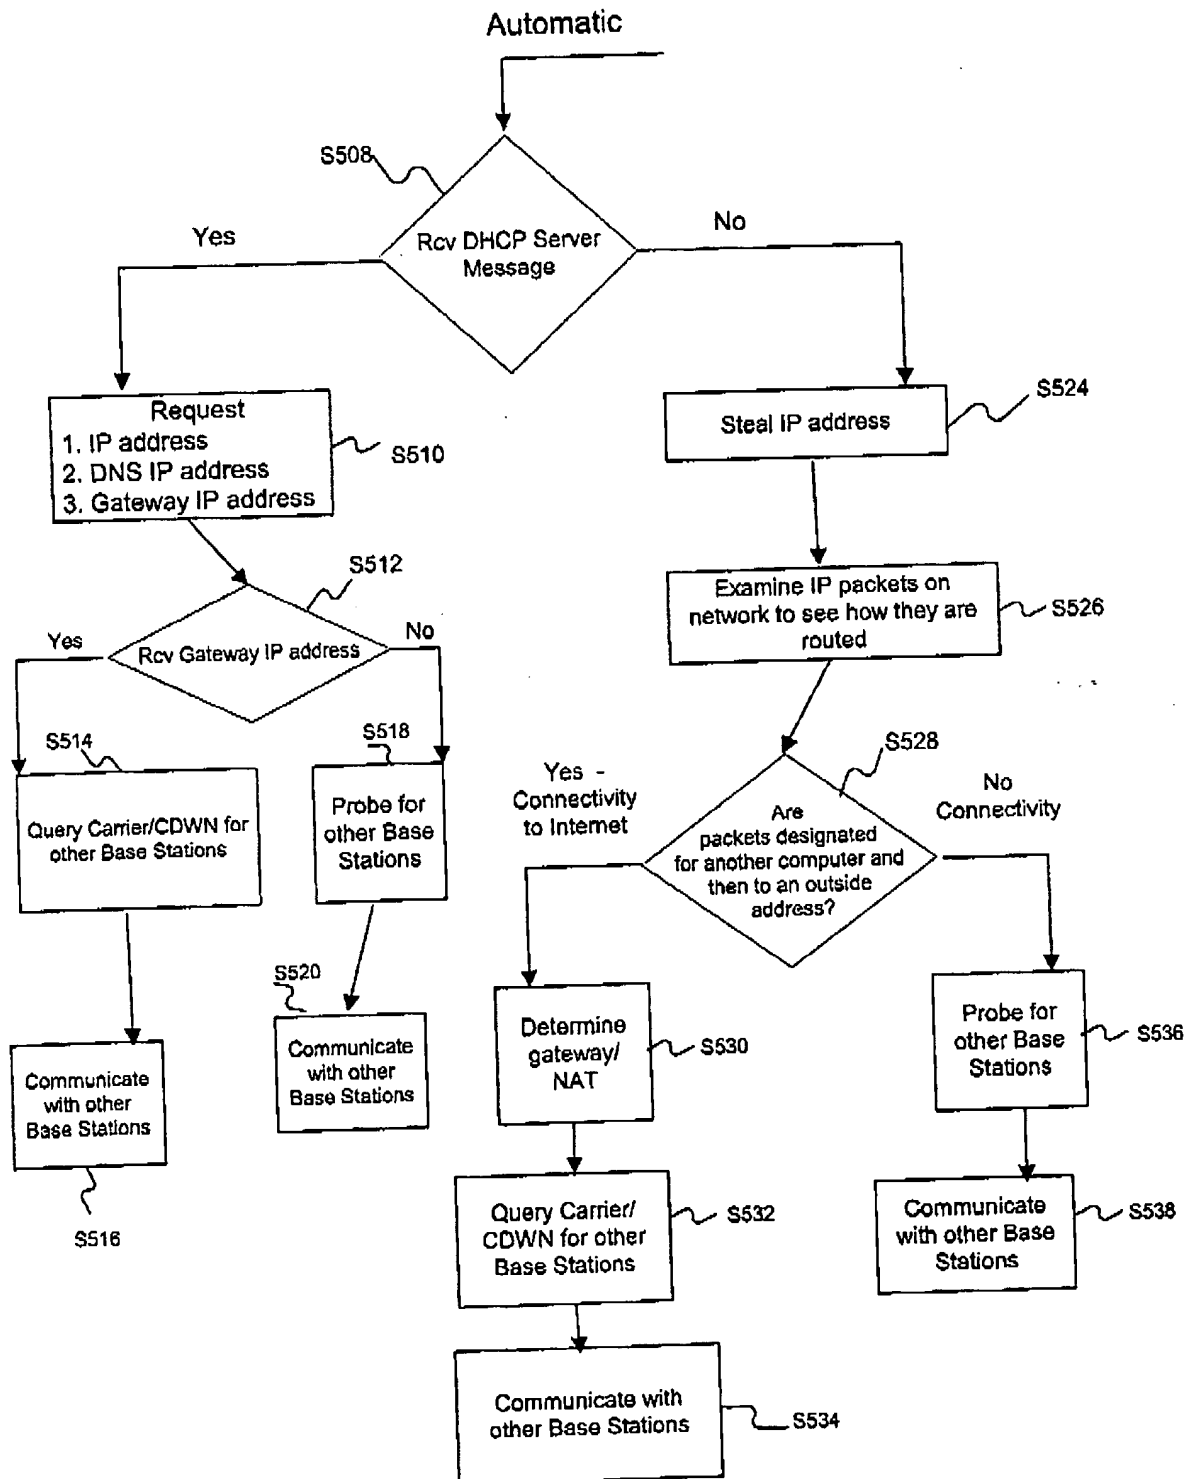 Automatic
S508
Yes
No
Rcv DHCP Server
Message
Request
1. IP address
2. DNS IP address
3. Gateway IP address
S510
Steal IP address
S524
S512
Yes
No
Rcv Gateway IP address
Examine IP packets on
network to see how they are
routed
S526
S514
Query Carrier/CDWN for
other Base Stations
S518
Probe for
other Base
Stations
Yes -
Connectivity
to Internet
S528
No
Connectivity
Are
packets designated
for another computer and
then to an outside
address?
S520
Communicate
with other
Base Stations
Communicate
with other
Base Stations
S516
Determine
gateway/
NAT
S530
Probe for
other Base
Stations
S536
Query Carrier/
CDWN for other
Base Stations
S532
Communicate
with other Base
Stations
S538
Communicate with
other Base Stations
S534